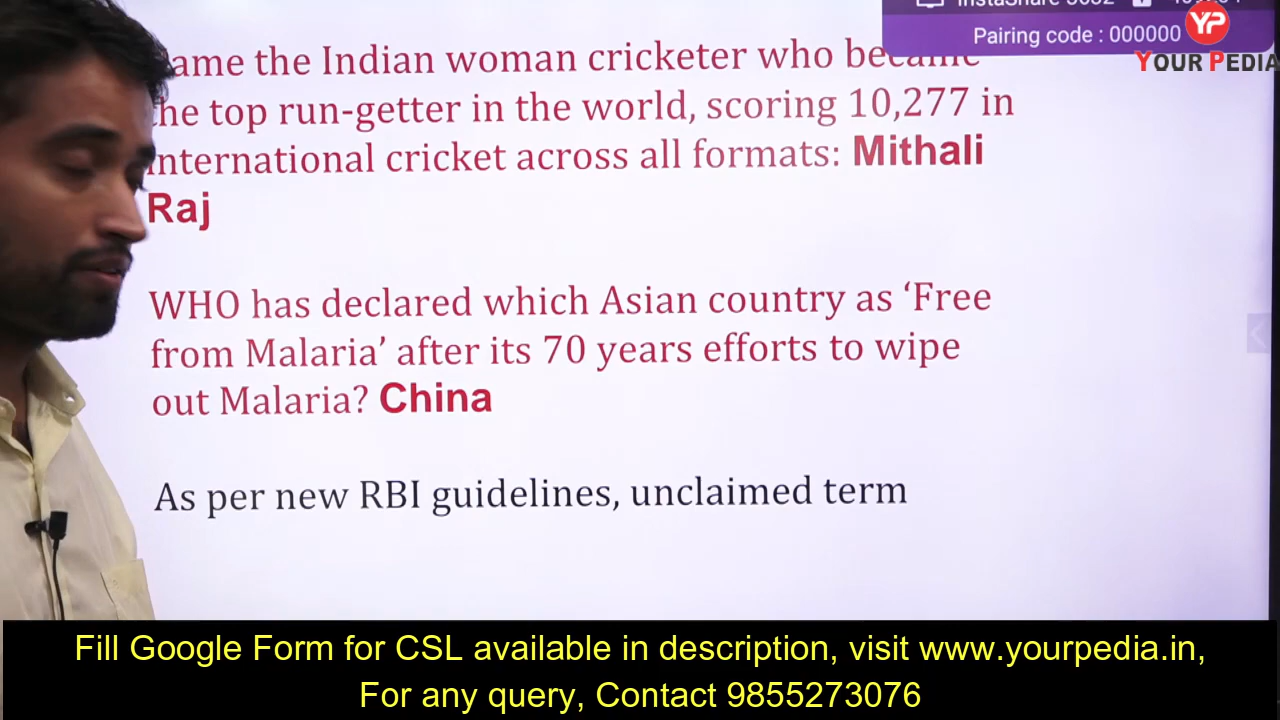 Pairing code : 000000
YP
YOUR PEDIA
ame the Indian woman cricketer who became
the top run-getter in the world, scoring 10,277 in
international cricket across all formats: Mithali
Raj
WHO has declared which Asian country as ‘Free
from Malaria’ after its 70 years efforts to wipe
out Malaria? China
As per new RBI guidelines, unclaimed term
Fill Google Form for CSL available in description, visit www.yourpedia.in,
For any query, Contact 9855273076